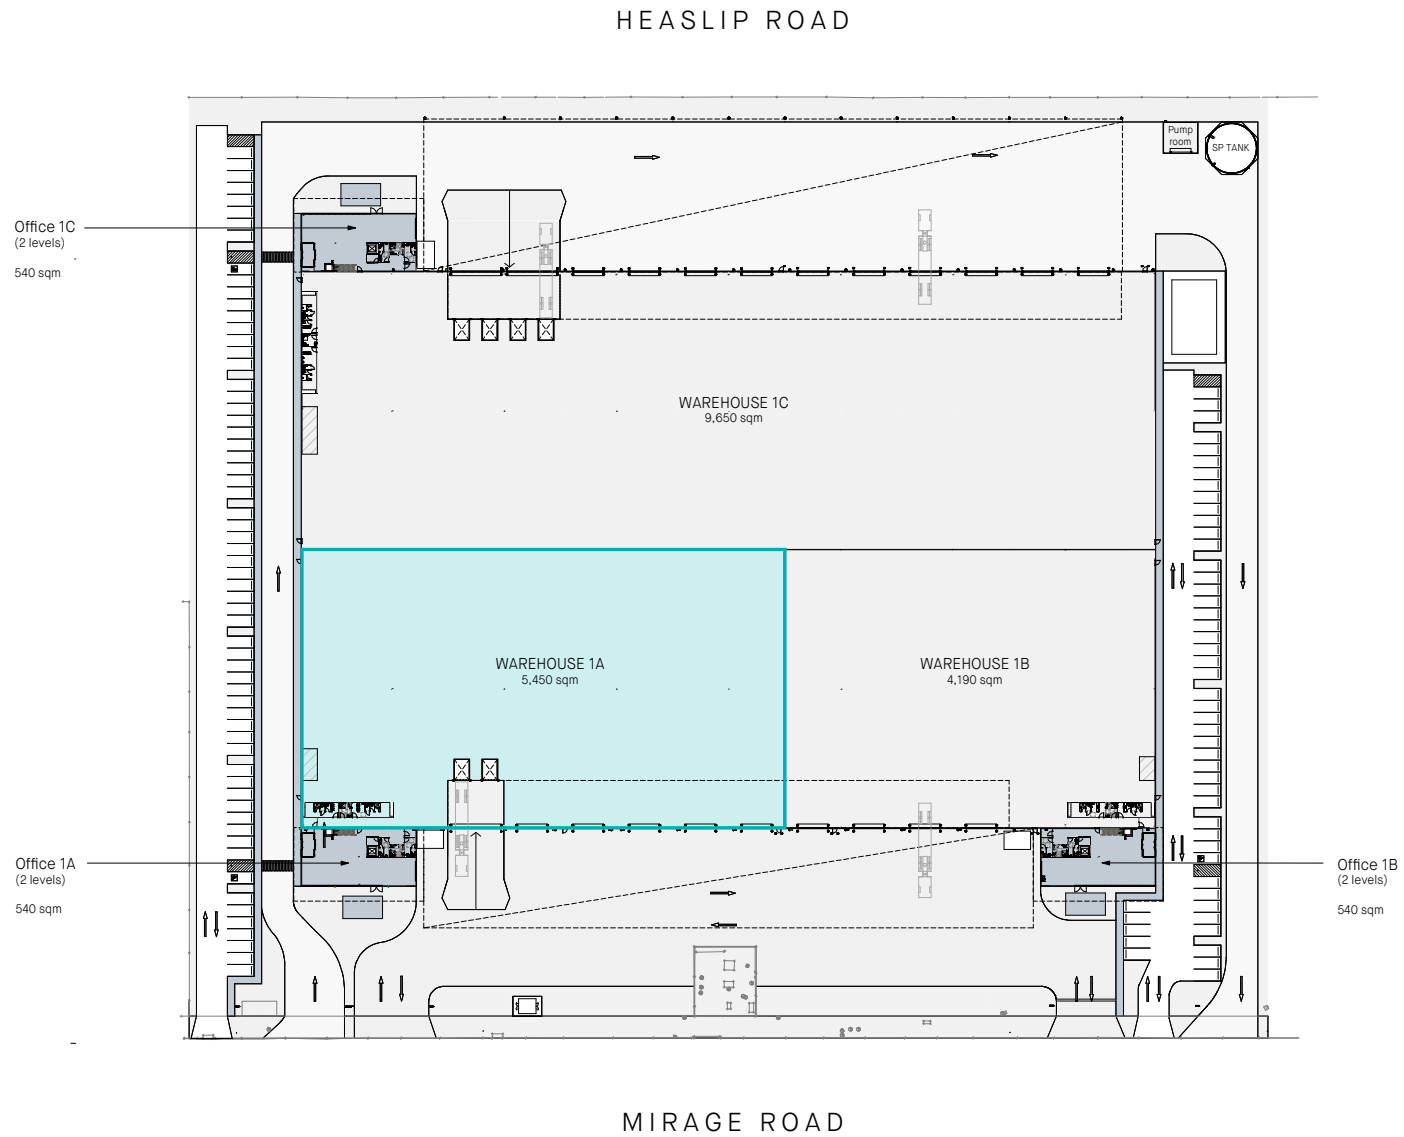 HEASLIP ROAD
Pump
room
SP TANK
Office 1C
(2 levels)
540 sqm
WAREHOUSE 1C
9,650 sqm
WAREHOUSE 1A
5,450 sqm
WAREHOUSE 1B
4,190 sqm
Office 1A
(2 levels)
540 sqm
Office 1B
(2 levels)
540 sqm
MIRAGE ROAD